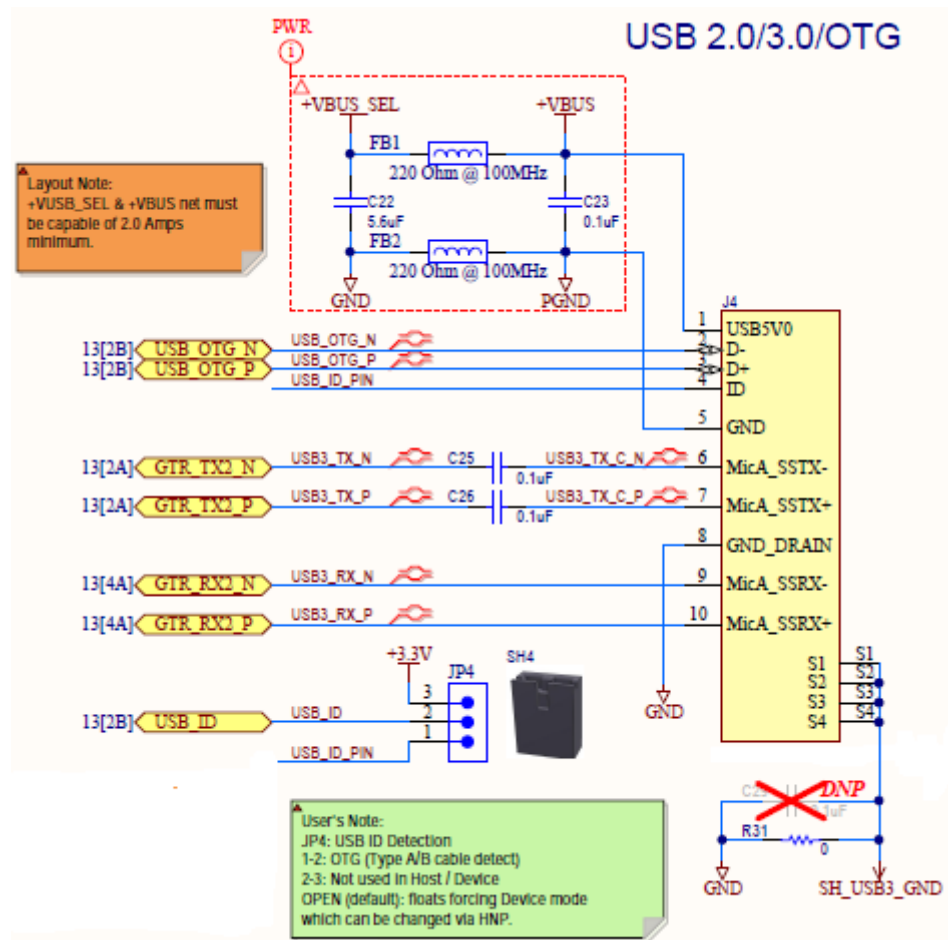 USB 2.0/3.0/OTG
PWR
1
+VBUS_SEL
+VBUS
FB1
220 Ohm @ 100MHz
C22
5.6uF
C23
0.1uF
FB2
220 Ohm @ 100MHz
GND
PGND
Layout Note:
+VUSB_SEL & +VBUS net must
be capable of 2.0 Amps
minimum.
J4
1 USB5V0
13[2B] USB_OTG_N USB_OTG_N 2 D-
13[2B] USB_OTG_P USB_OTG_P 3 D+
USB_ID_PIN 4 ID
5 GND
13[2A] GTR_TX2_N USB3_TX_N C25 0.1uF USB3_TX_C_N 6 MicA_SSTX-
13[2A] GTR_TX2_P USB3_TX_P C26 0.1uF USB3_TX_C_P 7 MicA_SSTX+
8 GND_DRAIN
13[4A] GTR_RX2_N USB3_RX_N 9 MicA_SSRX-
13[4A] GTR_RX2_P USB3_RX_P 10 MicA_SSRX+
GND
S1 S1
S2 S2
S3 S3
S4 S4
+3.3V
JP4
SH4
3
13[2B] USB_ID USB_ID 2
1
USB_ID_PIN
DNP
0.1uF
R31
0
GND
SH_USB3_GND
User's Note:
JP4: USB ID Detection
1-2: OTG (Type A/B cable detect)
2-3: Not used in Host / Device
OPEN (default): floats forcing Device mode
which can be changed via HNP.